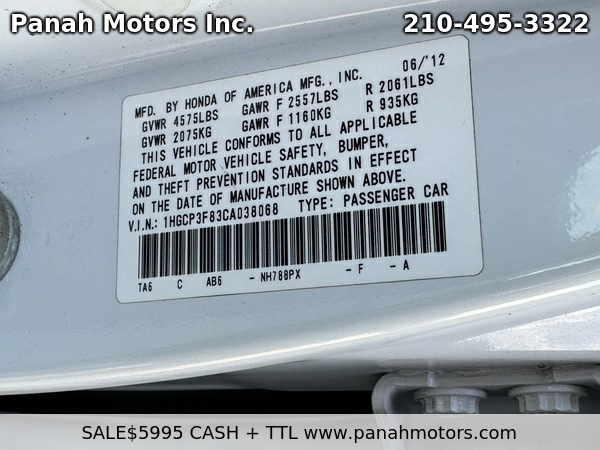 Panah Motors Inc. 210-495-3322
MFD. BY HONDA OF AMERICA MFG., INC. 06/'12
GVWR 4575LBS GAWR F 2557LBS R 2061LBS
GVWR 2075KG GAWR F 1160KG R 935KG
THIS VEHICLE CONFORMS TO ALL APPLICABLE
FEDERAL MOTOR VEHICLE SAFETY, BUMPER,
AND THEFT PREVENTION STANDARDS IN EFFECT
ON THE DATE OF MANUFACTURE SHOWN ABOVE.
V.I.N.: 1HGCP3F83CA038068 TYPE: PASSENGER CAR
TA6 C AB6 - NH788PX - F - A
SALE$5995 CASH + TTL www.panahmotors.com